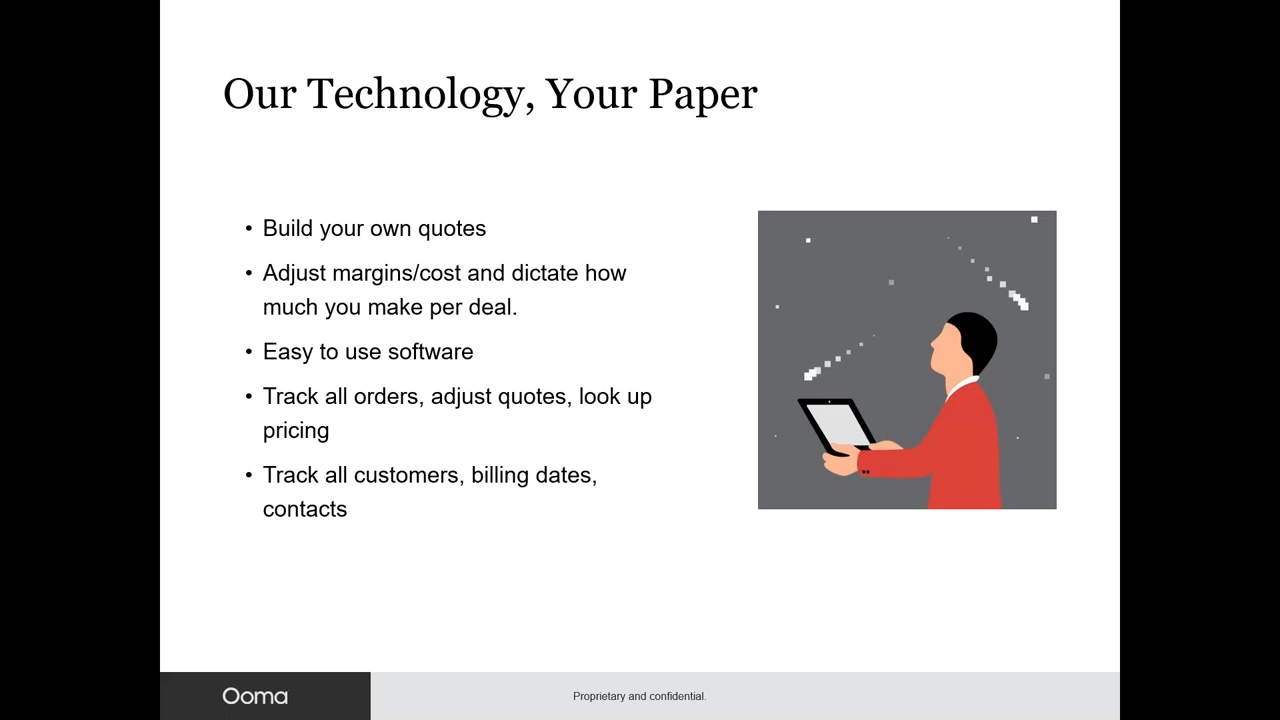 Our Technology, Your Paper
• Build your own quotes
• Adjust margins/cost and dictate how
much you make per deal.
• Easy to use software
• Track all orders, adjust quotes, look up
pricing
• Track all customers, billing dates,
contacts
Ooma
Proprietary and confidential.